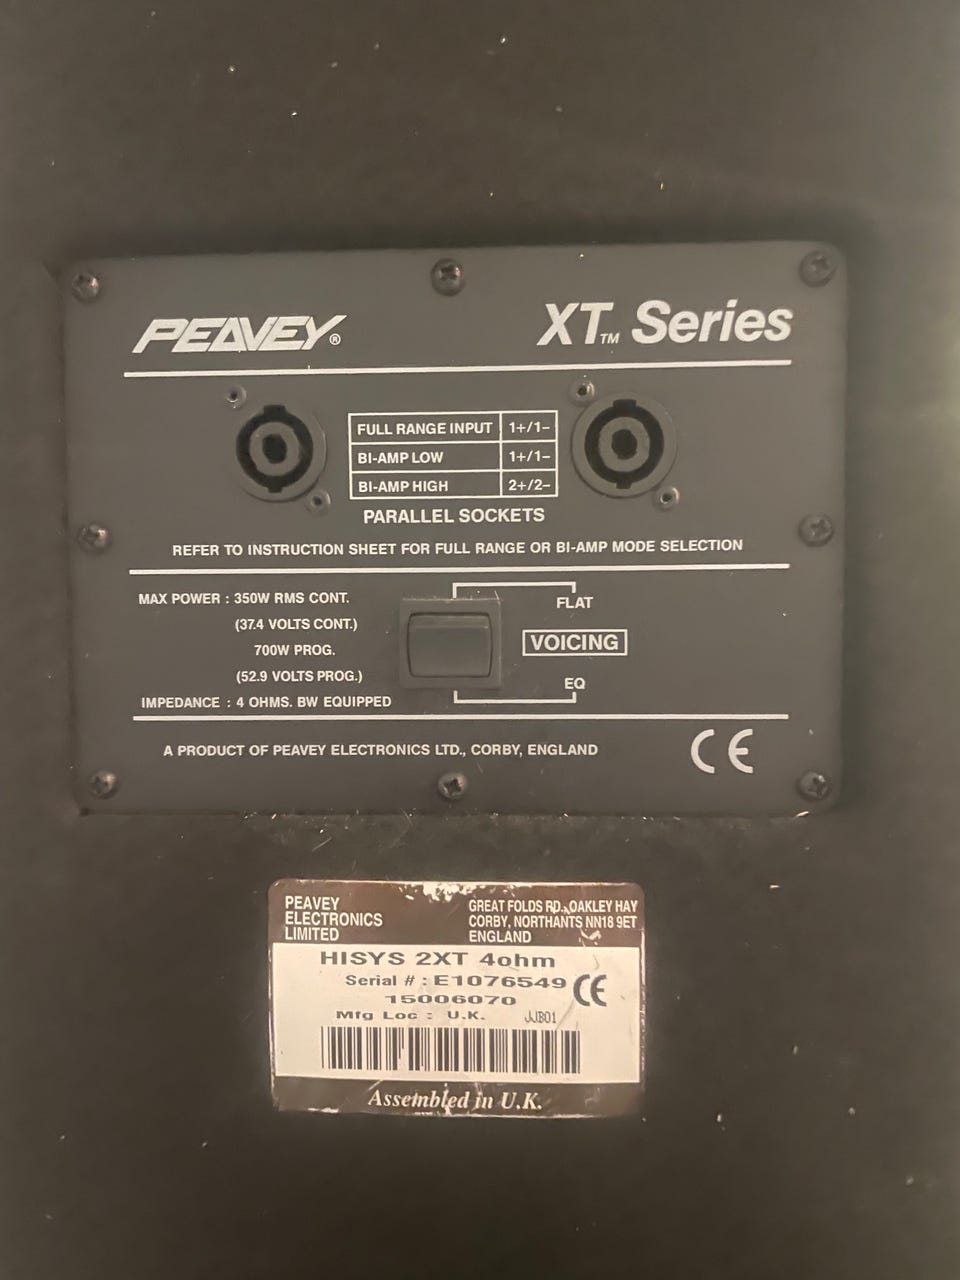 PEAVEY®
XT™ Series
FULL RANGE INPUT 1+/1–
BI-AMP LOW 1+/1–
BI-AMP HIGH 2+/2–
PARALLEL SOCKETS
REFER TO INSTRUCTION SHEET FOR FULL RANGE OR BI-AMP MODE SELECTION
MAX POWER : 350W RMS CONT.
(37.4 VOLTS CONT.)
700W PROG.
(52.9 VOLTS PROG.)
IMPEDANCE : 4 OHMS. BW EQUIPPED
FLAT
VOICING
EQ
A PRODUCT OF PEAVEY ELECTRONICS LTD., CORBY, ENGLAND
CE
PEAVEY
ELECTRONICS
LIMITED
GREAT FOLDS RD., OAKLEY HAY
CORBY, NORTHANTS NN18 9ET
ENGLAND
HISYS 2XT 4ohm
Serial # : E1076549
15006070
CE
Mfg Loc : U.K. JJB01
Assembled in U.K.